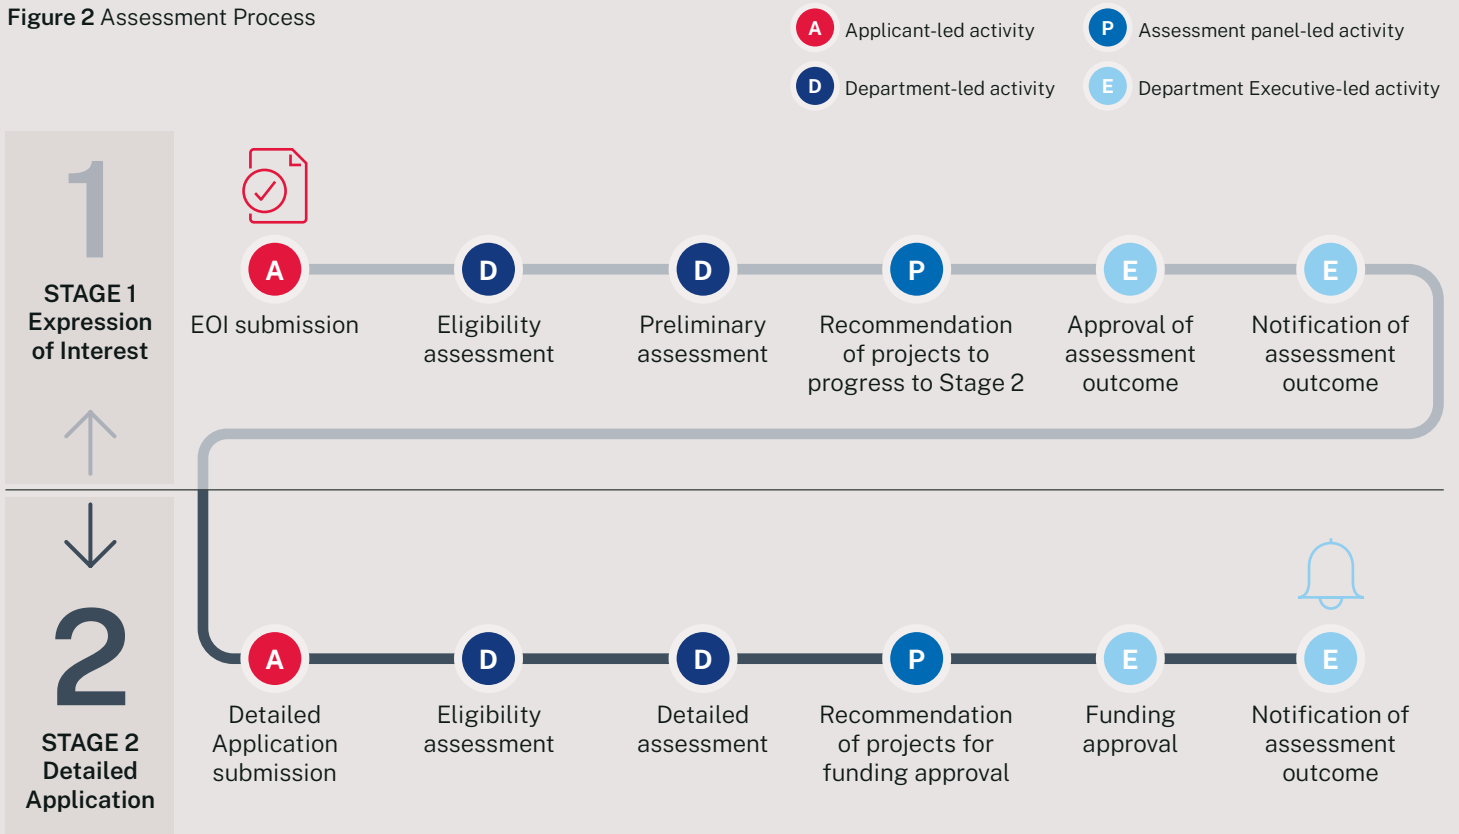 Figure 2 Assessment Process
A Applicant-led activity
P Assessment panel-led activity
D Department-led activity
E Department Executive-led activity
1
STAGE 1
Expression
of Interest
A
EOI submission
D
Eligibility
assessment
D
Preliminary
assessment
P
Recommendation
of projects to
progress to Stage 2
E
Approval of
assessment
outcome
E
Notification of
assessment
outcome
2
STAGE 2
Detailed
Application
A
Detailed
Application
submission
D
Eligibility
assessment
D
Detailed
assessment
P
Recommendation
of projects for
funding approval
E
Funding
approval
E
Notification of
assessment
outcome